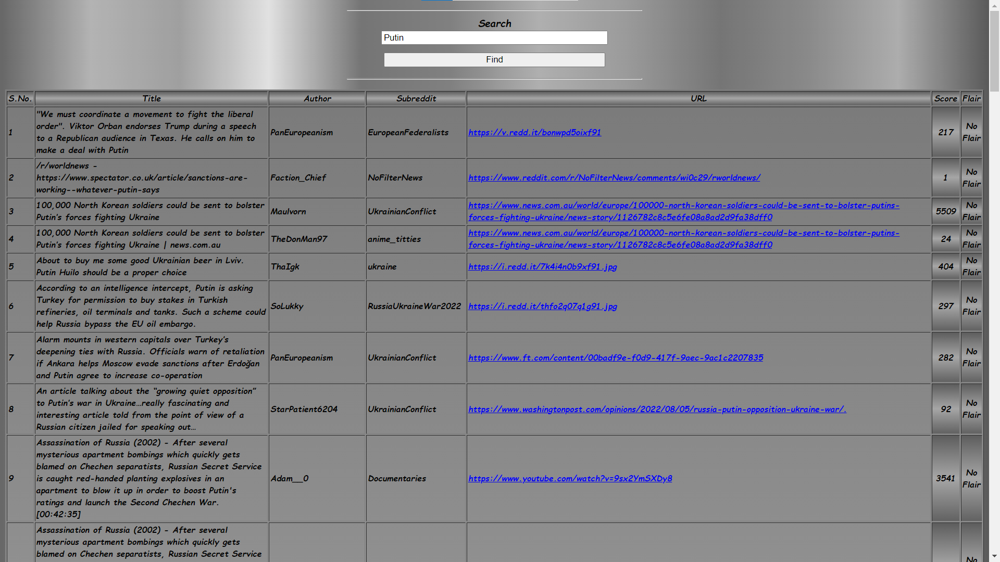 Search
Putin
Find
S.No. Title Author Subreddit URL Score Flair
"We must coordinate a movement to fight the liberal
order". Viktor Orban endorses Trump during a speech
to a Republican audience in Texas. He calls on him to
make a deal with Putin
1 PanEuropeanism EuropeanFederalists https://v.redd.it/bonwpd5oixf91 217 No
Flair
/r/worldnews -
https://www.spectator.co.uk/article/sanctions-are-
working--whatever-putin-says
2 Faction_Chief NoFilterNews https://www.reddit.com/r/NoFilterNews/comments/wi0c29/rworldnews/ 1 No
Flair
100,000 North Korean soldiers could be sent to bolster
Putin's forces fighting Ukraine
3 Maulvorn UkrainianConflict https://www.news.com.au/world/europe/100000-north-korean-soldiers-could-be-sent-to-bolster-putins-
forces-fighting-ukraine/news-story/1126782c8c5e6fe08a8ad2d9fa38dff0 5509 No
Flair
100,000 North Korean soldiers could be sent to bolster
Putin's forces fighting Ukraine | news.com.au
4 TheDonMan97 anime_titties https://www.news.com.au/world/europe/100000-north-korean-soldiers-could-be-sent-to-bolster-putins-
forces-fighting-ukraine/news-story/1126782c8c5e6fe08a8ad2d9fa38dff0 24 No
Flair
About to buy me some good Ukrainian beer in Lviv.
Putin Huilo should be a proper choice
5 ThaIgk ukraine https://i.redd.it/7k4i4n0b9xf91.jpg 404 No
Flair
According to an intelligence intercept, Putin is asking
Turkey for permission to buy stakes in Turkish
refineries, oil terminals and tanks. Such a scheme could
help Russia bypass the EU oil embargo.
6 SoLukky RussiaUkraineWar2022 https://i.redd.it/thfo2q07q1g91.jpg 297 No
Flair
Alarm mounts in western capitals over Turkey's
deepening ties with Russia. Officials warn of retaliation
if Ankara helps Moscow evade sanctions after Erdoğan
and Putin agree to increase co-operation
7 PanEuropeanism UkrainianConflict https://www.ft.com/content/00badf9e-f0d9-417f-9aec-9ac1c2207835 282 No
Flair
An article talking about the “growing quiet opposition”
to Putin's war in Ukraine…really fascinating and
interesting article told from the point of view of a
Russian citizen jailed for speaking out…
8 StarPatient6204 UkrainianConflict https://www.washingtonpost.com/opinions/2022/08/05/russia-putin-opposition-ukraine-war/. 92 No
Flair
Assassination of Russia (2002) - After several
mysterious apartment bombings which quickly gets
blamed on Chechen separatists, Russian Secret Service
is caught red-handed planting explosives in an
apartment to blow it up in order to boost Putin's
ratings and launch the Second Chechen War.
[00:42:35]
9 Adam__0 Documentaries https://www.youtube.com/watch?v=9sx2YmSXDy8 3541 No
Flair
Assassination of Russia (2002) - After several
mysterious apartment bombings which quickly gets
blamed on Chechen separatists, Russian Secret Service
No